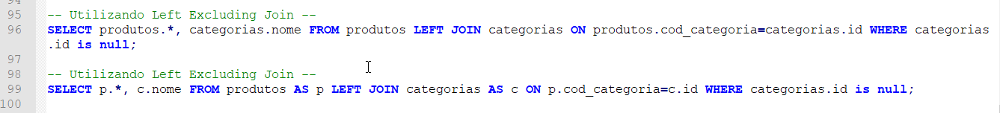 95 -- Utilizando Left Excluding Join --
96 SELECT produtos.*, categorias.nome FROM produtos LEFT JOIN categorias ON produtos.cod_categoria=categorias.id WHERE categorias
.id is null;
97
98 -- Utilizando Left Excluding Join --
99 SELECT p.*, c.nome FROM produtos AS p LEFT JOIN categorias AS c ON p.cod_categoria=c.id WHERE categorias.id is null;
100